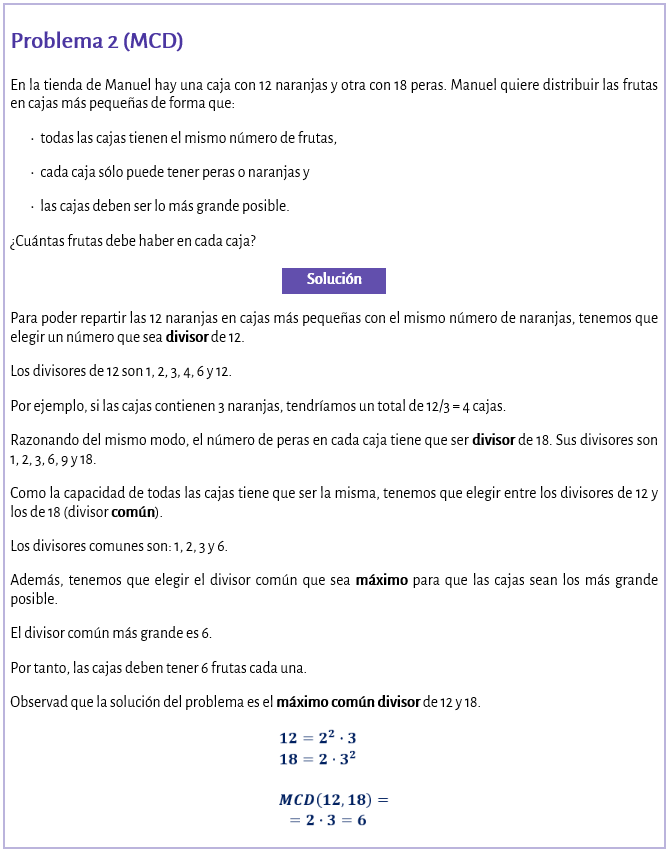 Problema 2 (MCD)
En la tienda de Manuel hay una caja con 12 naranjas y otra con 18 peras. Manuel quiere distribuir las frutas
en cajas más pequeñas de forma que:
· todas las cajas tienen el mismo número de frutas,
· cada caja sólo puede tener peras o naranjas y
· las cajas deben ser lo más grande posible.
¿Cuántas frutas debe haber en cada caja?
Solución
Para poder repartir las 12 naranjas en cajas más pequeñas con el mismo número de naranjas, tenemos que
elegir un número que sea divisor de 12.
Los divisores de 12 son 1, 2, 3, 4, 6 y 12.
Por ejemplo, si las cajas contienen 3 naranjas, tendríamos un total de 12/3 = 4 cajas.
Razonando del mismo modo, el número de peras en cada caja tiene que ser divisor de 18. Sus divisores son
1, 2, 3, 6, 9 y 18.
Como la capacidad de todas las cajas tiene que ser la misma, tenemos que elegir entre los divisores de 12 y
los de 18 (divisor común).
Los divisores comunes son: 1, 2, 3 y 6.
Además, tenemos que elegir el divisor común que sea máximo para que las cajas sean los más grande
posible.
El divisor común más grande es 6.
Por tanto, las cajas deben tener 6 frutas cada una.
Observad que la solución del problema es el máximo común divisor de 12 y 18.
12 = 2² · 3
18 = 2 · 3²
MCD(12, 18) =
= 2 · 3 = 6